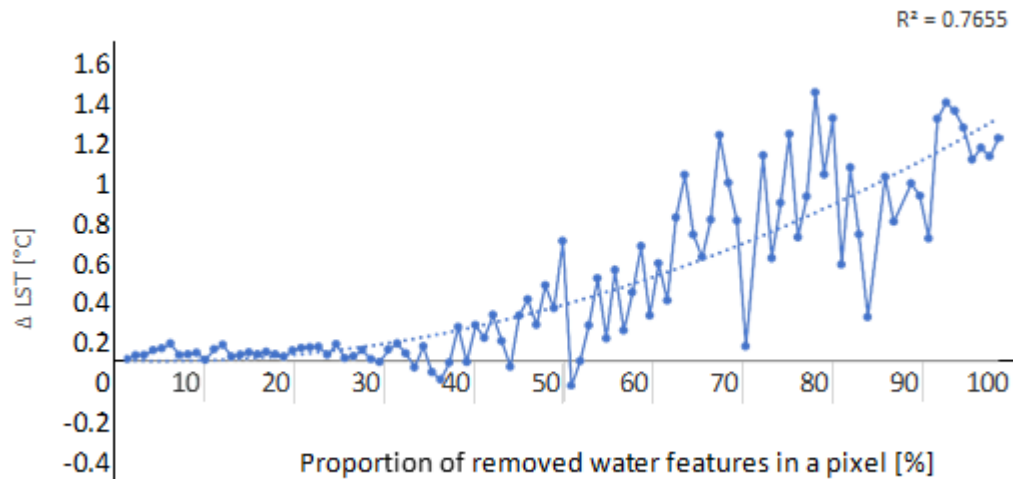 R² = 0.7655
1.6
1.4
1.2
1
0.8
0.6
0.4
0.2
0
-0.2
-0.4
Δ LST [°C]
10 20 30 40 50 60 70 80 90 100
Proportion of removed water features in a pixel [%]